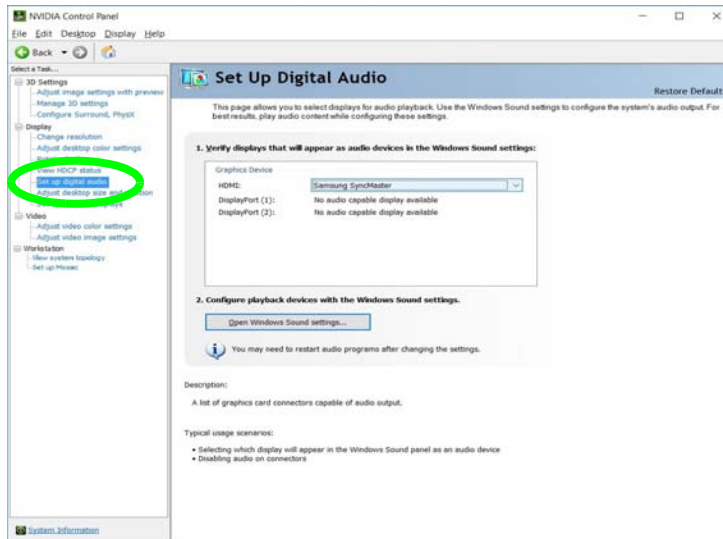 NVIDIA Control Panel
File Edit Desktop Display Help
Back
Select a Task...
3D Settings
Adjust image settings with preview
Manage 3D settings
Configure Surround, PhysX
Display
Change resolution
Adjust desktop color settings
View HDCP status
Set up digital audio
Adjust desktop size and
Video
Adjust video color settings
Adjust video image settings
Workstation
View system topology
Set up Mosaic
System Information
Set Up Digital Audio
Restore Default
This page allows you to select displays for audio playback. Use the Windows Sound settings to configure the system's audio output. For
best results, play audio content while configuring these settings.
1. Verify displays that will appear as audio devices in the Windows Sound settings:
Graphics Device
HDMI: Samsung SyncMaster
DisplayPort (1): No audio capable display available
DisplayPort (2): No audio capable display available
2. Configure playback devices with the Windows Sound settings.
Open Windows Sound settings...
You may need to restart audio programs after changing the settings.
Description:
A list of graphics card connectors capable of audio output.
Typical usage scenarios:
• Selecting which display will appear in the Windows Sound panel as an audio device
• Disabling audio on connectors